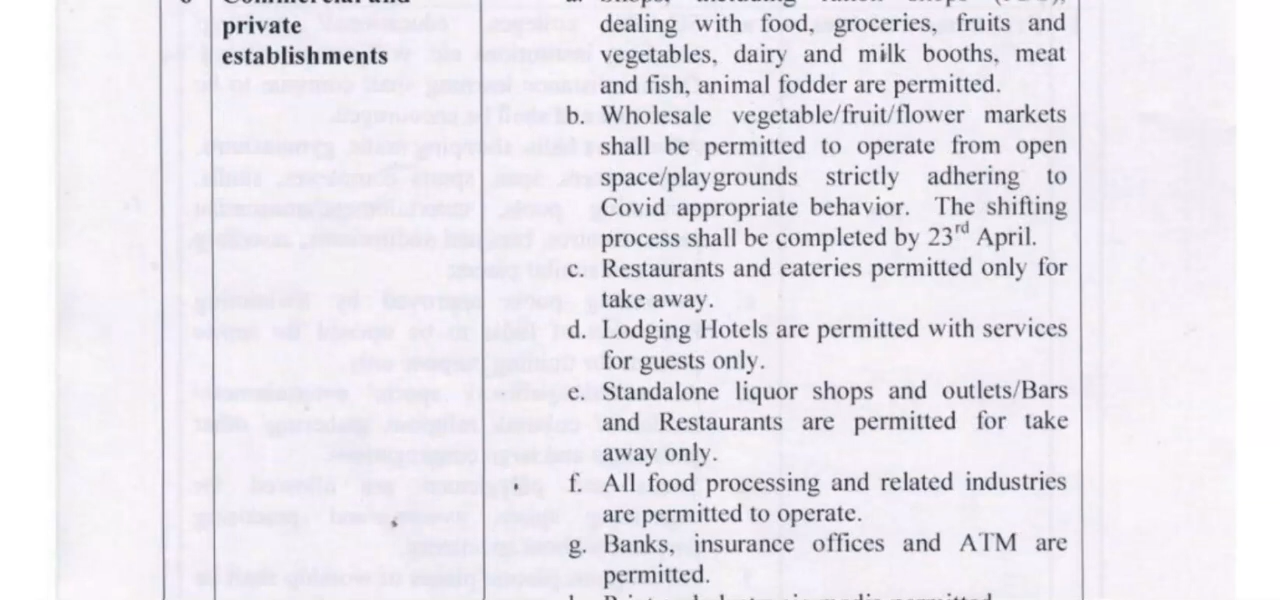 private
establishments
dealing with food, groceries, fruits and
vegetables, dairy and milk booths, meat
and fish, animal fodder are permitted.
b. Wholesale vegetable/fruit/flower markets
shall be permitted to operate from open
space/playgrounds strictly adhering to
Covid appropriate behavior. The shifting
process shall be completed by 23rd April.
c. Restaurants and eateries permitted only for
take away.
d. Lodging Hotels are permitted with services
for guests only.
e. Standalone liquor shops and outlets/Bars
and Restaurants are permitted for take
away only.
f. All food processing and related industries
are permitted to operate.
g. Banks, insurance offices and ATM are
permitted.